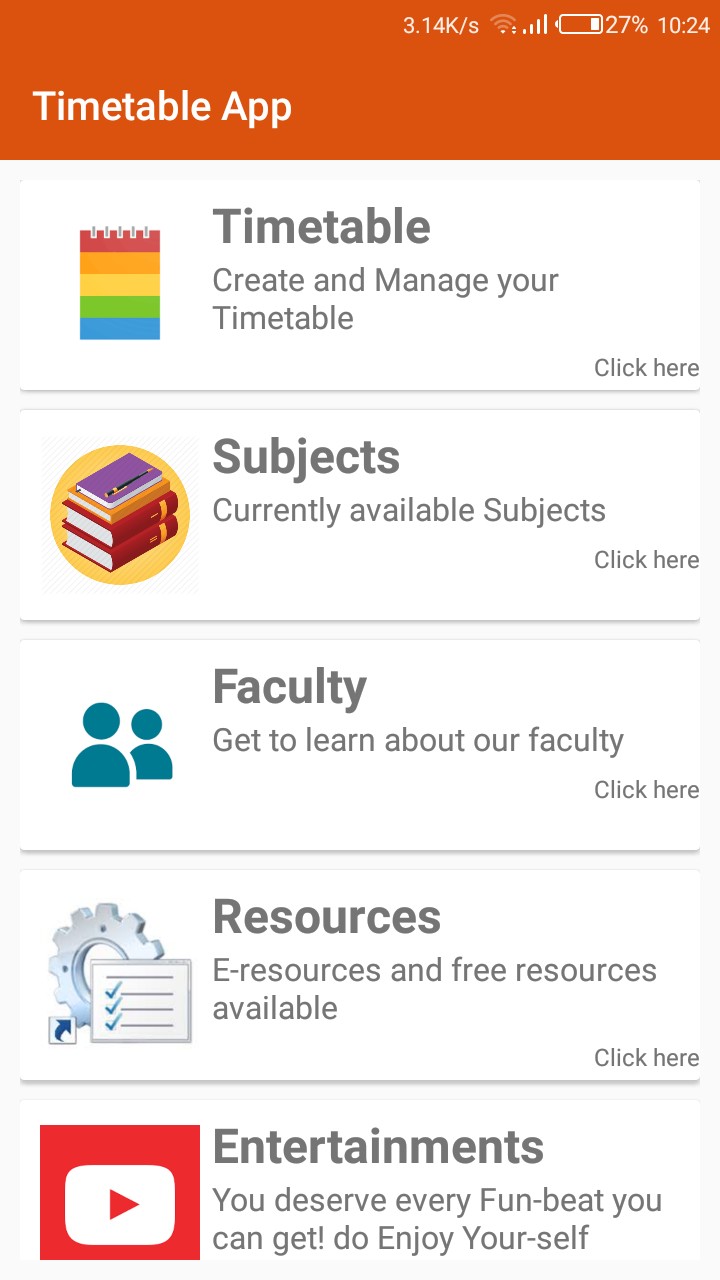 3.14K/s 27% 10:24
Timetable App
Timetable
Create and Manage your
Timetable
Click here
Subjects
Currently available Subjects
Click here
Faculty
Get to learn about our faculty
Click here
Resources
E-resources and free resources
available
Click here
Entertainments
You deserve every Fun-beat you
can get! do Enjoy Your-self